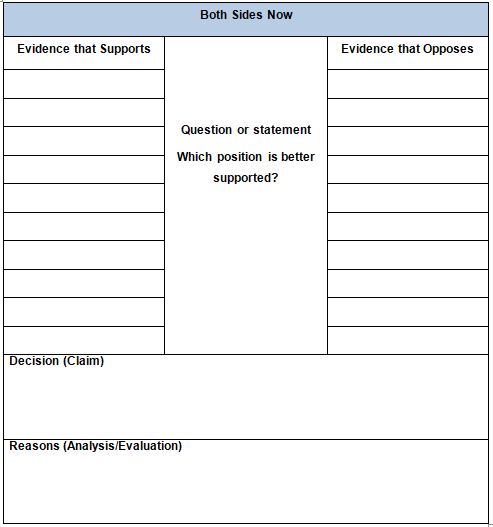 Both Sides Now
Evidence that Supports
Evidence that Opposes
Question or statement
Which position is better
supported?
Decision (Claim)
Reasons (Analysis/Evaluation)